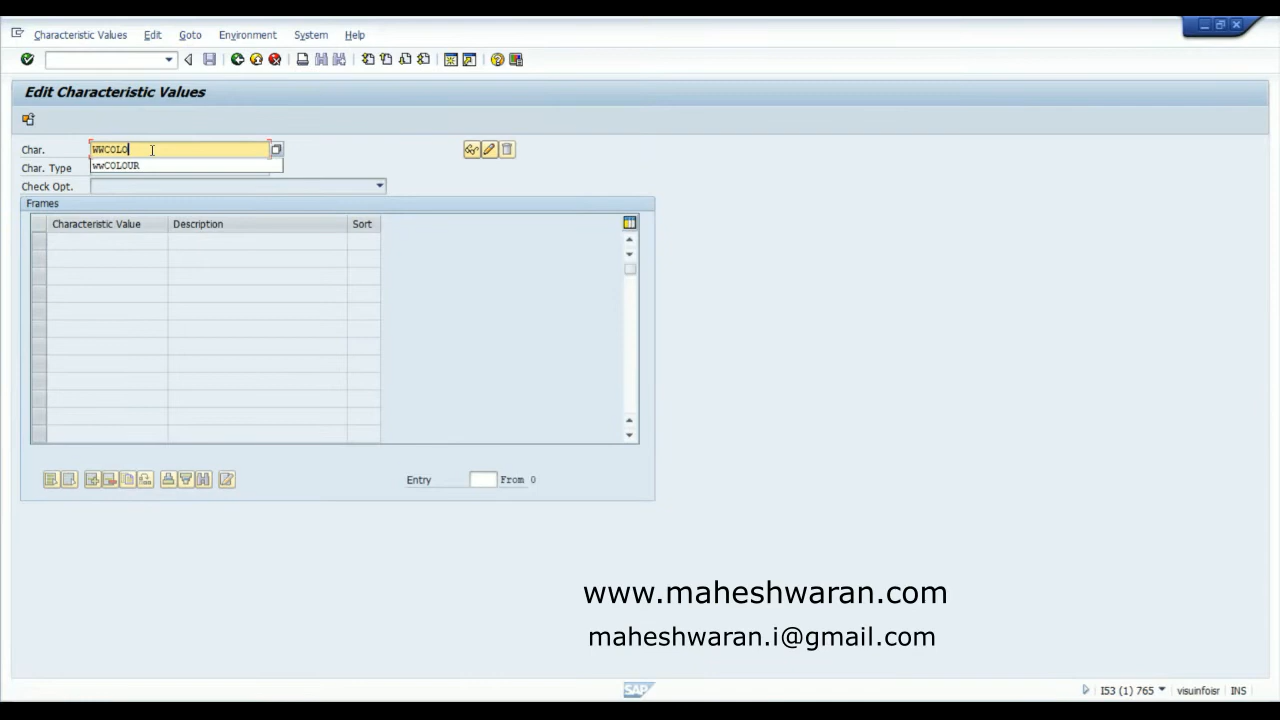 Characteristic Values Edit Goto Environment System Help
Edit Characteristic Values
Char. WWCOLO
wwCOLOUR
Char. Type
Check Opt.
Frames
Characteristic Value Description Sort
Entry From 0
www.maheshwaran.com
maheshwaran.i@gmail.com
SAP I53 (1) 765 visuinfoisr INS